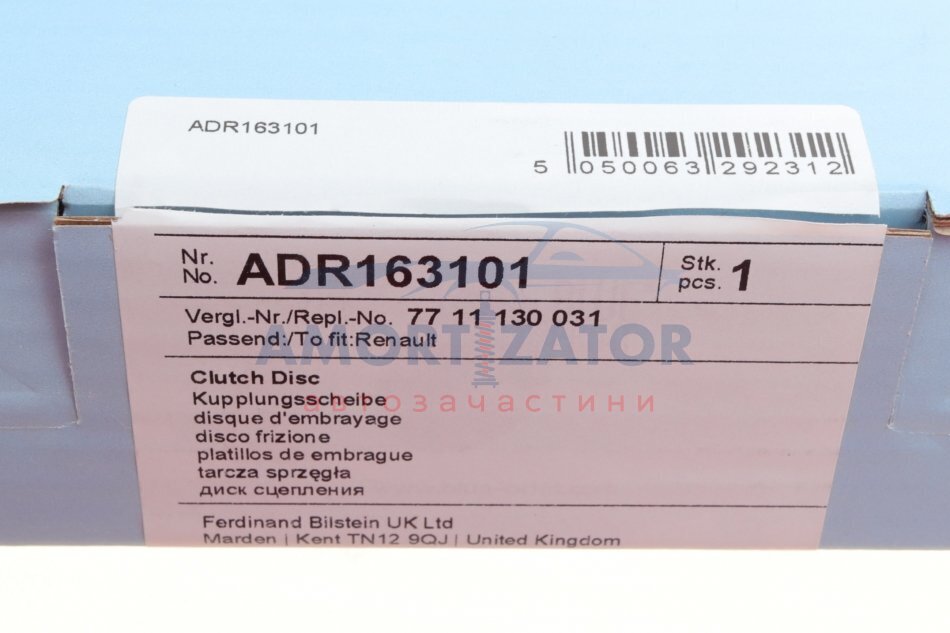 ADR163101
5 050063 292312
Nr.
No. ADR163101
Stk.
pcs. 1
Vergl.-Nr./Repl.-No. 77 11 130 031
Passend:/To fit:Renault
AMORTIZATOR
автозачастини
Clutch Disc
Kupplungsscheibe
disque d'embrayage
disco frizione
platillos de embrague
tarcza sprzęgła
диск сцепления
Ferdinand Bilstein UK Ltd
Marden | Kent TN12 9QJ | United Kingdom